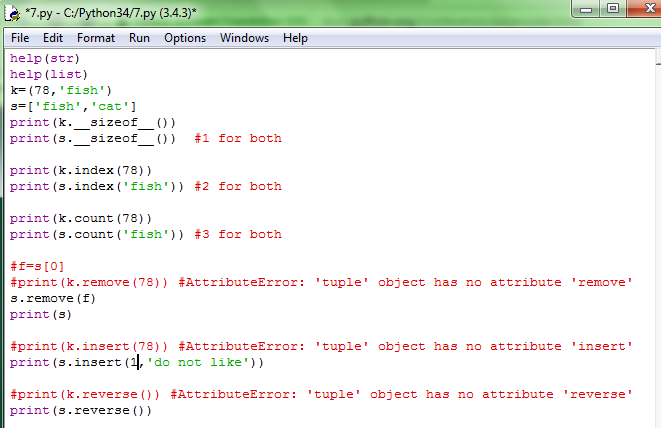 *7.py - C:/Python34/7.py (3.4.3)*
File Edit Format Run Options Windows Help
help(str)
help(list)
k=(78,'fish')
s=['fish','cat']
print(k.__sizeof__())
print(s.__sizeof__())  #1 for both
print(k.index(78))
print(s.index('fish')) #2 for both
print(k.count(78))
print(s.count('fish')) #3 for both
#f=s[0]
#print(k.remove(78)) #AttributeError: 'tuple' object has no attribute 'remove'
s.remove(f)
print(s)
#print(k.insert(78)) #AttributeError: 'tuple' object has no attribute 'insert'
print(s.insert(1,'do not like'))
#print(k.reverse()) #AttributeError: 'tuple' object has no attribute 'reverse'
print(s.reverse())